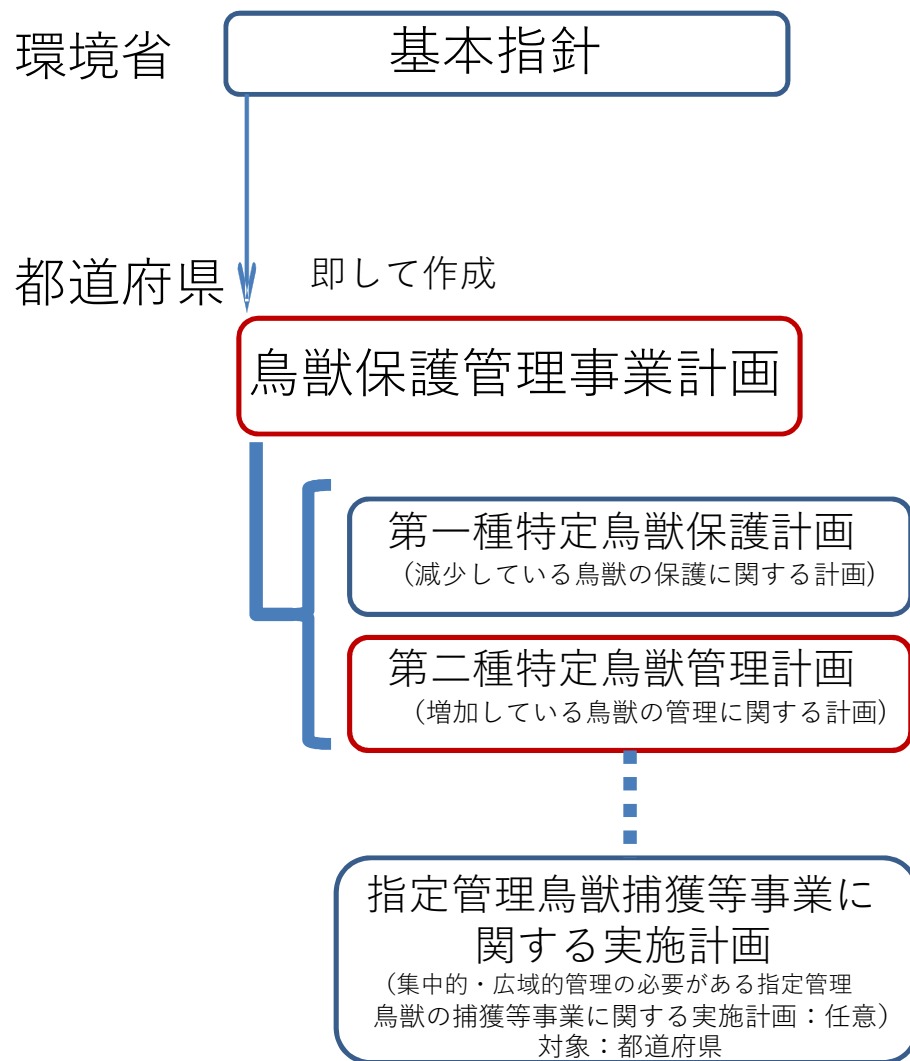 環境省
基本指針
都道府県
即して作成
鳥獣保護管理事業計画
第一種特定鳥獣保護計画
（減少している鳥獣の保護に関する計画）
第二種特定鳥獣管理計画
（増加している鳥獣の管理に関する計画）
指定管理鳥獣捕獲等事業に
関する実施計画
（集中的・広域的管理の必要がある指定管理
鳥獣の捕獲等事業に関する実施計画：任意）
対象：都道府県